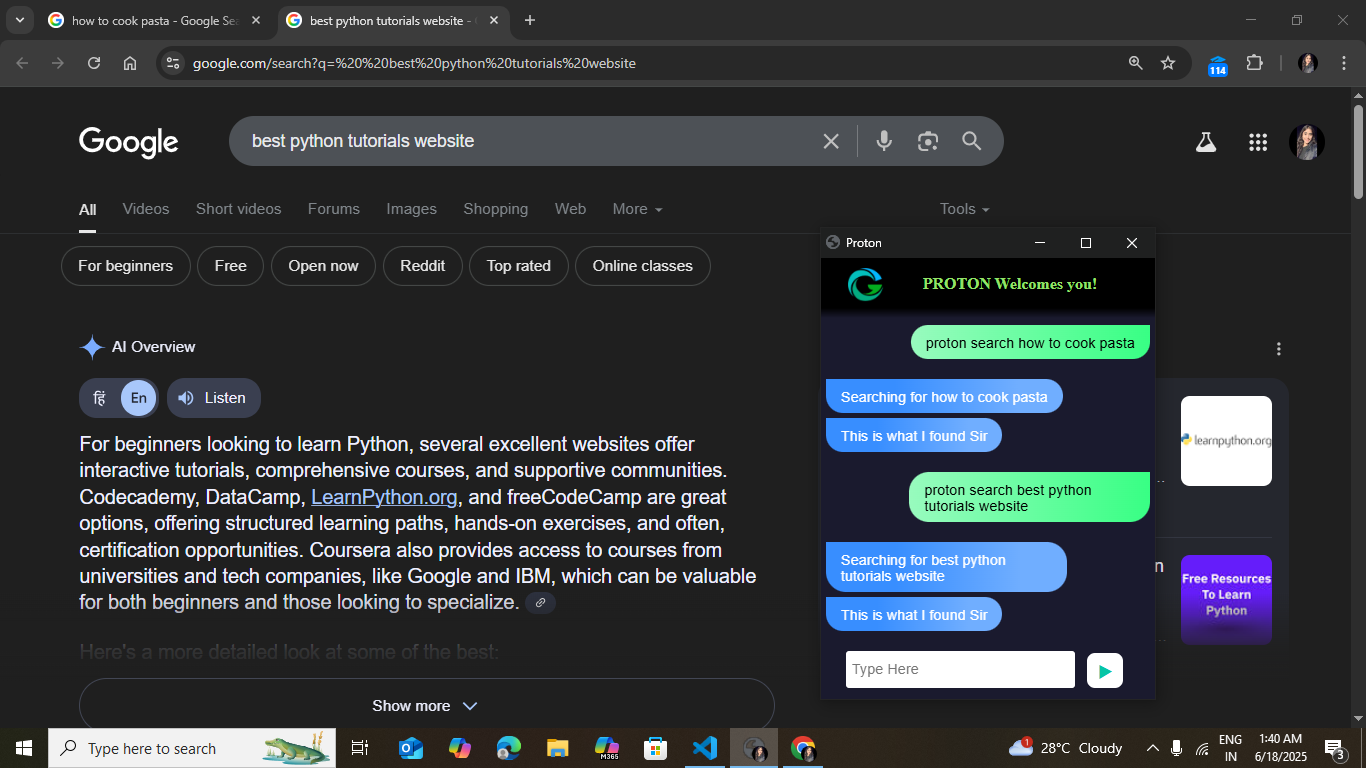 how to cook pasta - Google Sea
best python tutorials website -
google.com/search?q=%20%20best%20python%20tutorials%20website
114
Google
best python tutorials website
All
Videos
Short videos
Forums
Images
Shopping
Web
More
Tools
For beginners
Free
Open now
Reddit
Top rated
Online classes
AI Overview
हिं
En
Listen
For beginners looking to learn Python, several excellent websites offer
interactive tutorials, comprehensive courses, and supportive communities.
Codecademy, DataCamp, LearnPython.org, and freeCodeCamp are great
options, offering structured learning paths, hands-on exercises, and often,
certification opportunities. Coursera also provides access to courses from
universities and tech companies, like Google and IBM, which can be valuable
for both beginners and those looking to specialize.
Here's a more detailed look at some of the best:
Show more
learnpython.org
Free Resources
To Learn
Python
Proton
PROTON Welcomes you!
proton search how to cook pasta
Searching for how to cook pasta
This is what I found Sir
proton search best python
tutorials website
Searching for best python
tutorials website
This is what I found Sir
Type Here
Type here to search
M365
1
28°C Cloudy
ENG
IN
1:40 AM
6/18/2025
3